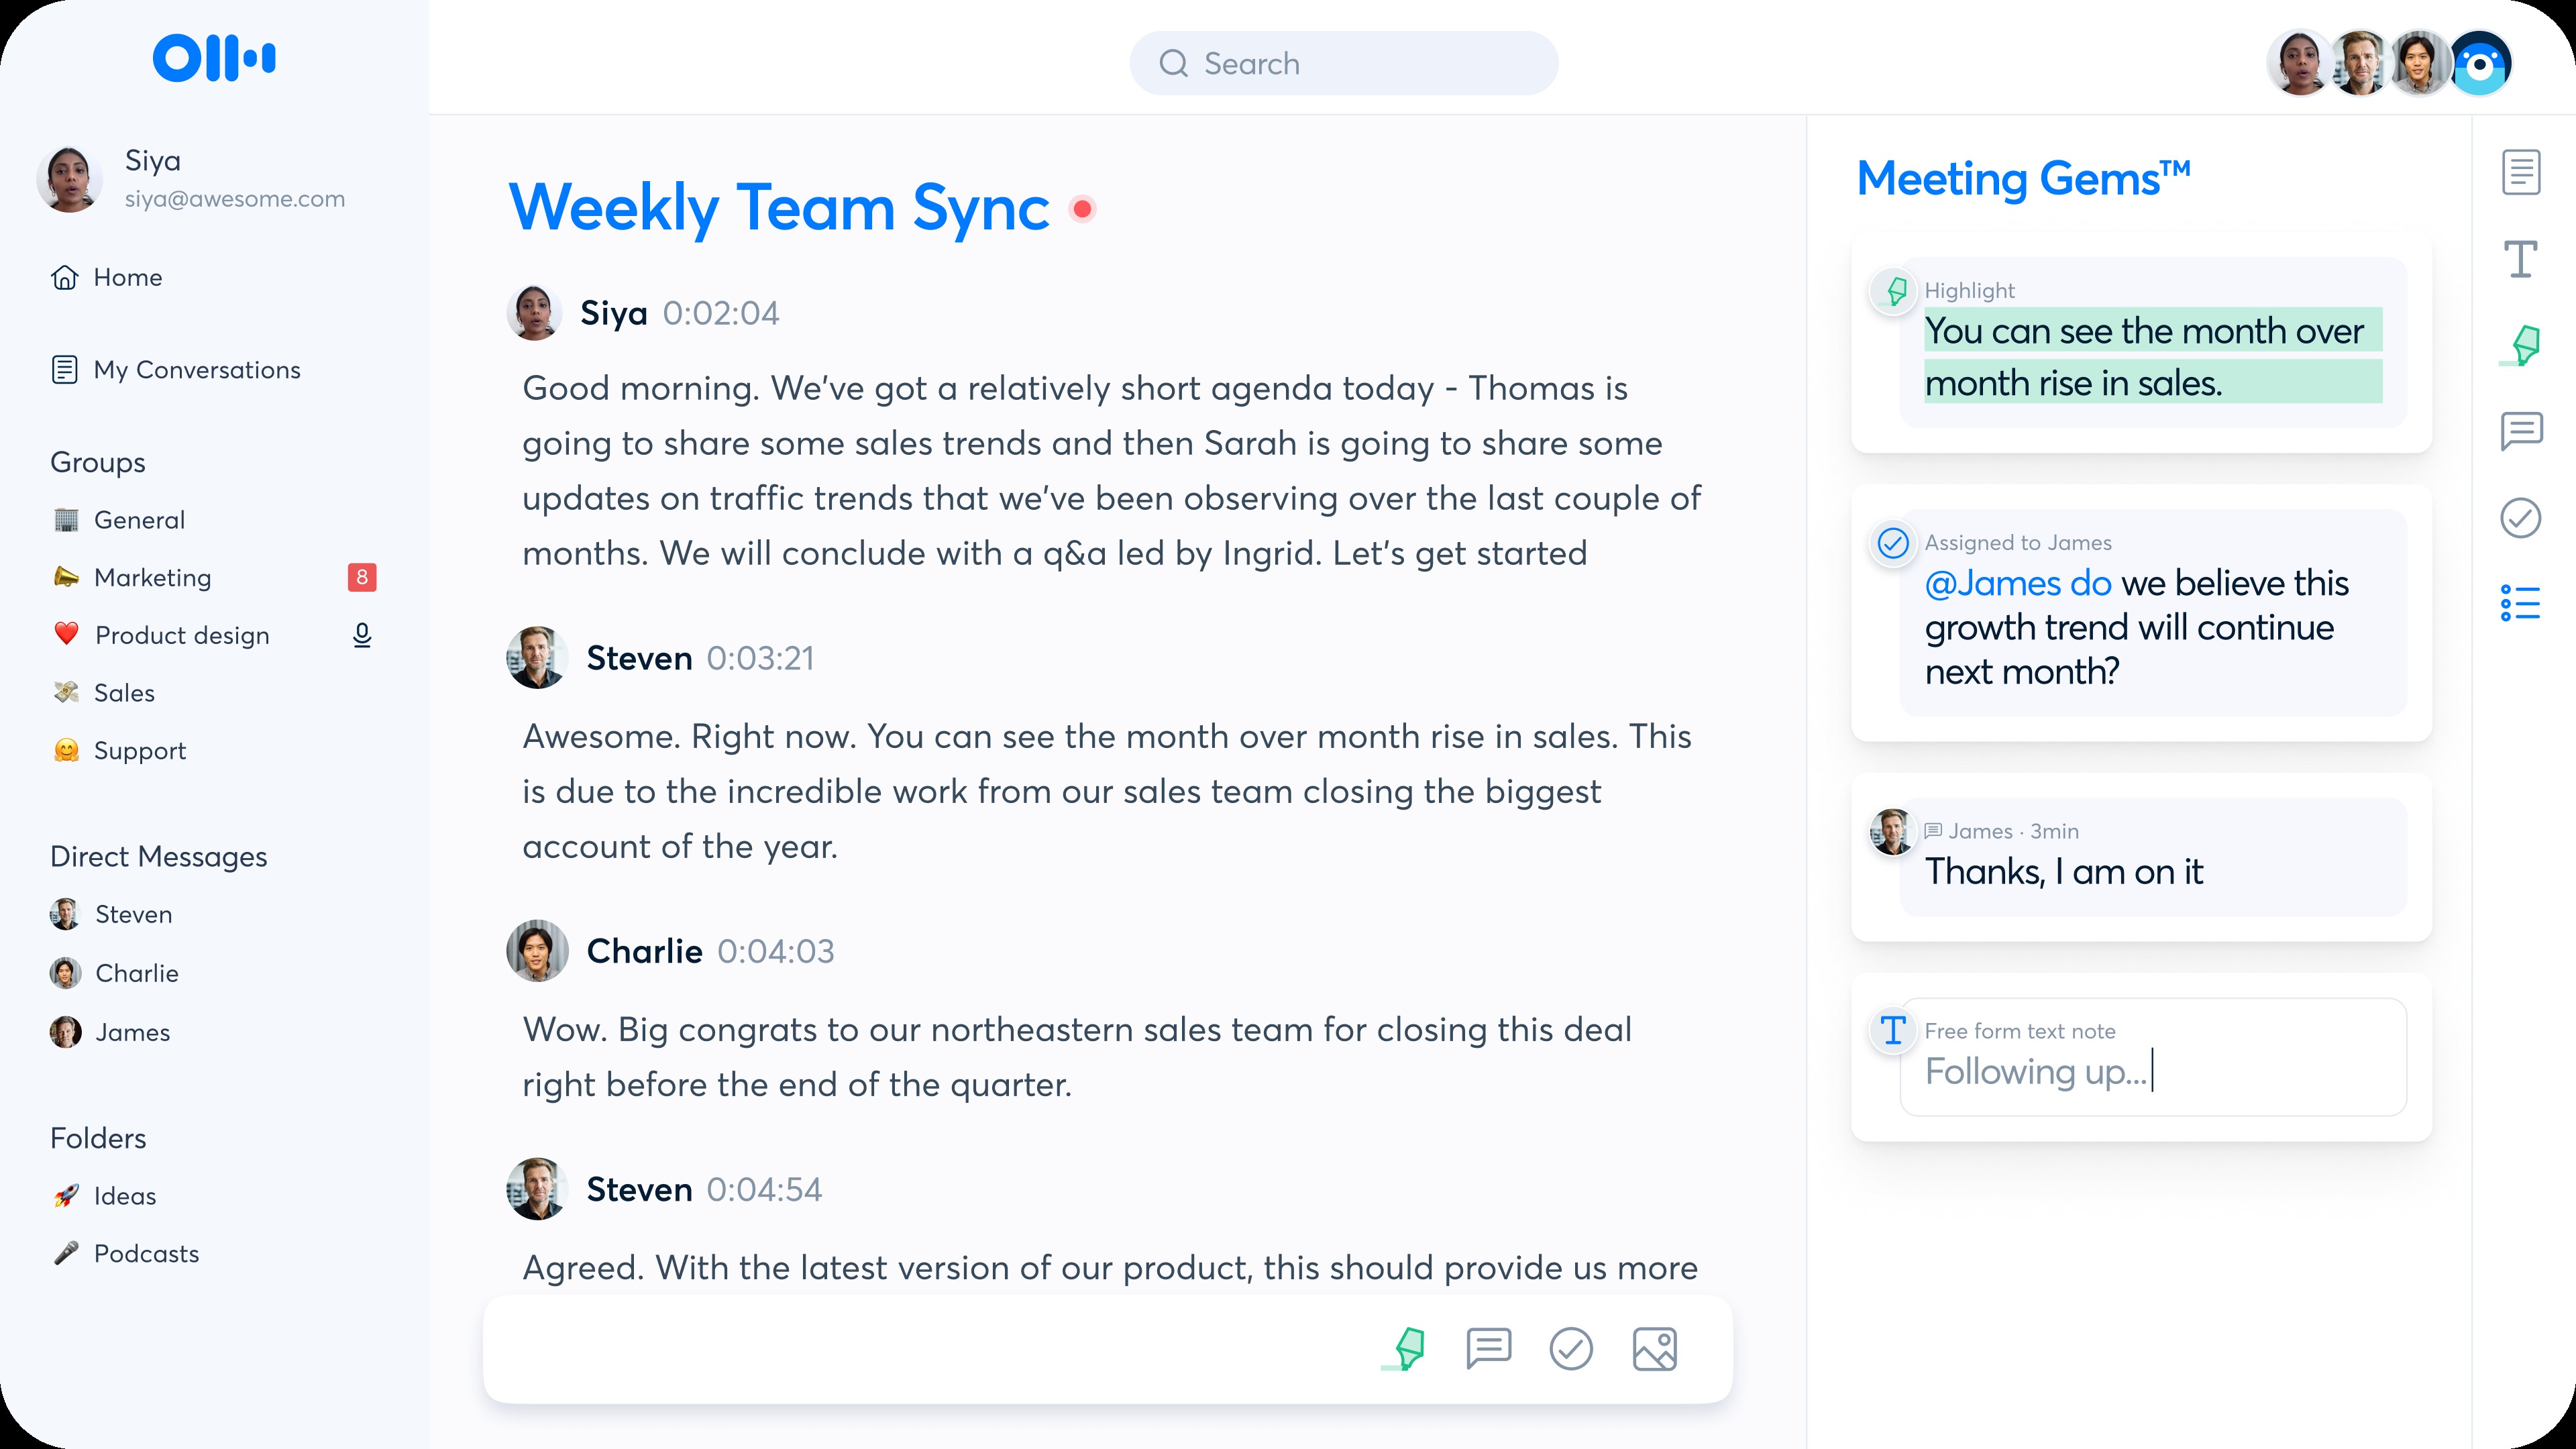 Search
Siya
siya@awesome.com
Home
My Conversations
Groups
General
Marketing 8
Product design
Sales
Support
Direct Messages
Steven
Charlie
James
Folders
Ideas
Podcasts
Weekly Team Sync
Siya 0:02:04
Good morning. We've got a relatively short agenda today - Thomas is
going to share some sales trends and then Sarah is going to share some
updates on traffic trends that we've been observing over the last couple of
months. We will conclude with a q&a led by Ingrid. Let's get started
Steven 0:03:21
Awesome. Right now. You can see the month over month rise in sales. This
is due to the incredible work from our sales team closing the biggest
account of the year.
Charlie 0:04:03
Wow. Big congrats to our northeastern sales team for closing this deal
right before the end of the quarter.
Steven 0:04:54
Agreed. With the latest version of our product, this should provide us more
Meeting Gems™
Highlight
You can see the month over
month rise in sales.
Assigned to James
@James do we believe this
growth trend will continue
next month?
James · 3min
Thanks, I am on it
T Free form text note
Following up...
T